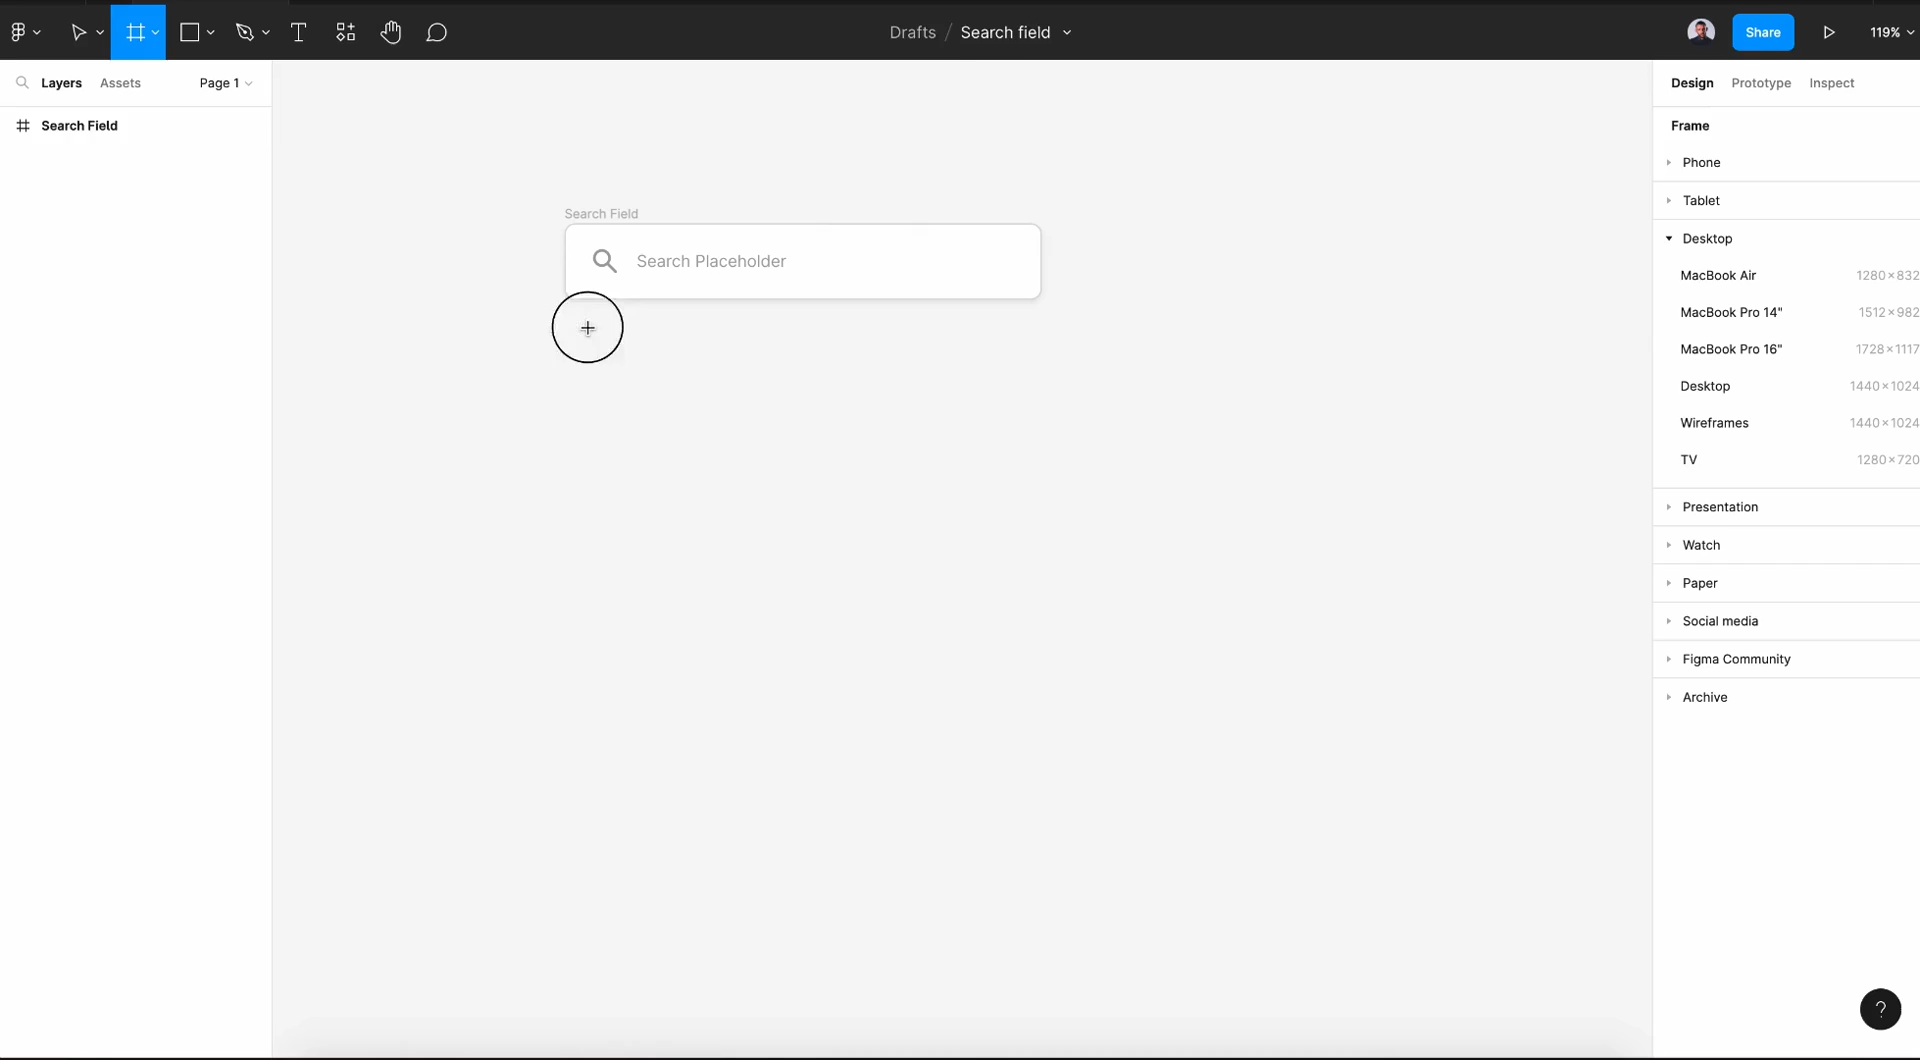 Drafts / Search field
Share
119%
Layers Assets Page 1
Search Field
Search Field
Search Placeholder
Design Prototype Inspect
Frame
Phone
Tablet
Desktop
MacBook Air 1280×832
MacBook Pro 14" 1512×982
MacBook Pro 16" 1728×1117
Desktop 1440×1024
Wireframes 1440×1024
TV 1280×720
Presentation
Watch
Paper
Social media
Figma Community
Archive
?